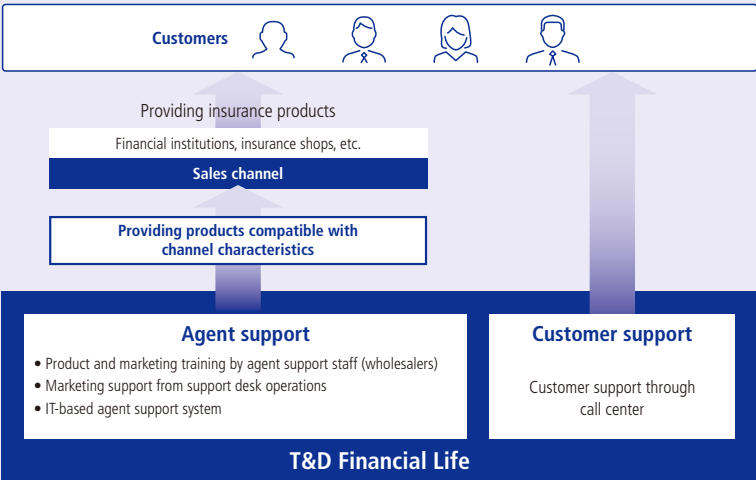 Customers
Providing insurance products
Financial institutions, insurance shops, etc.
Sales channel
Providing products compatible with
channel characteristics
Agent support
• Product and marketing training by agent support staff (wholesalers)
• Marketing support from support desk operations
• IT-based agent support system
Customer support
Customer support through
call center
T&D Financial Life